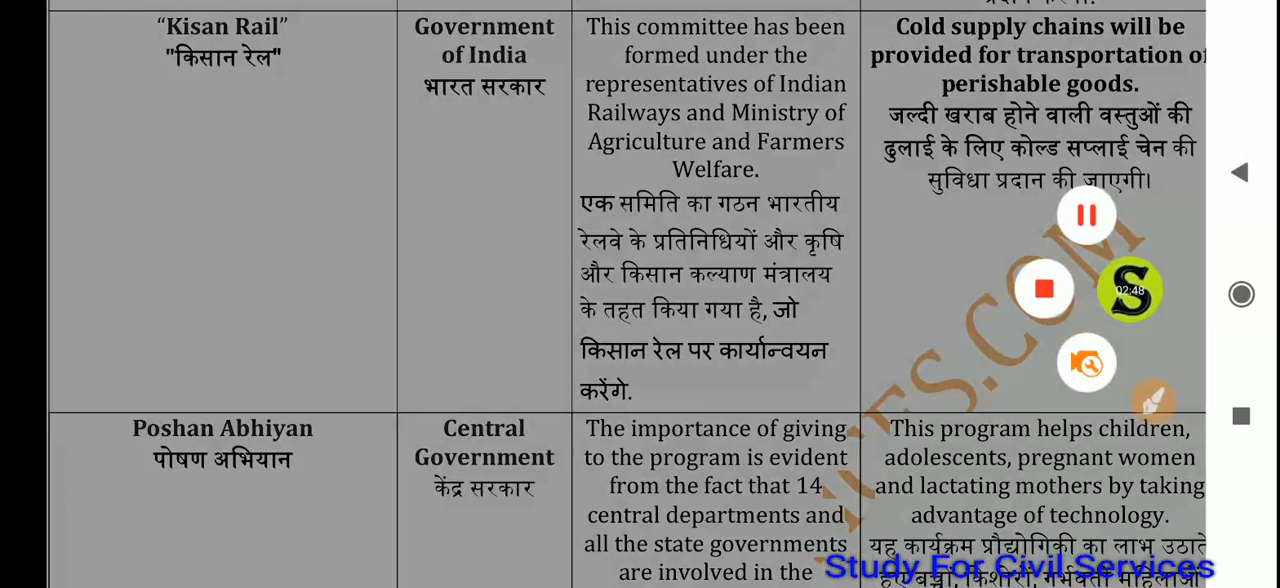 “Kisan Rail”
"किसान रेल"
Government
of India
भारत सरकार
This committee has been
formed under the
representatives of Indian
Railways and Ministry of
Agriculture and Farmers
Welfare.
एक समिति का गठन भारतीय
रेलवे के प्रतिनिधियों और कृषि
और किसान कल्याण मंत्रालय
के तहत किया गया है, जो
किसान रेल पर कार्यान्वयन
करेंगे.
Cold supply chains will be
provided for transportation of
perishable goods.
जल्दी खराब होने वाली वस्तुओं की
ढुलाई के लिए कोल्ड सप्लाई चेन की
सुविधा प्रदान की जाएगी।
S
02:48
Poshan Abhiyan
पोषण अभियान
Central
Government
केंद्र सरकार
The importance of giving
to the program is evident
from the fact that 14
central departments and
all the state governments
are involved in the
This program helps children,
adolescents, pregnant women
and lactating mothers by taking
advantage of technology.
यह कार्यक्रम प्रौद्योगिकी का लाभ उठाते
Study For Civil Services